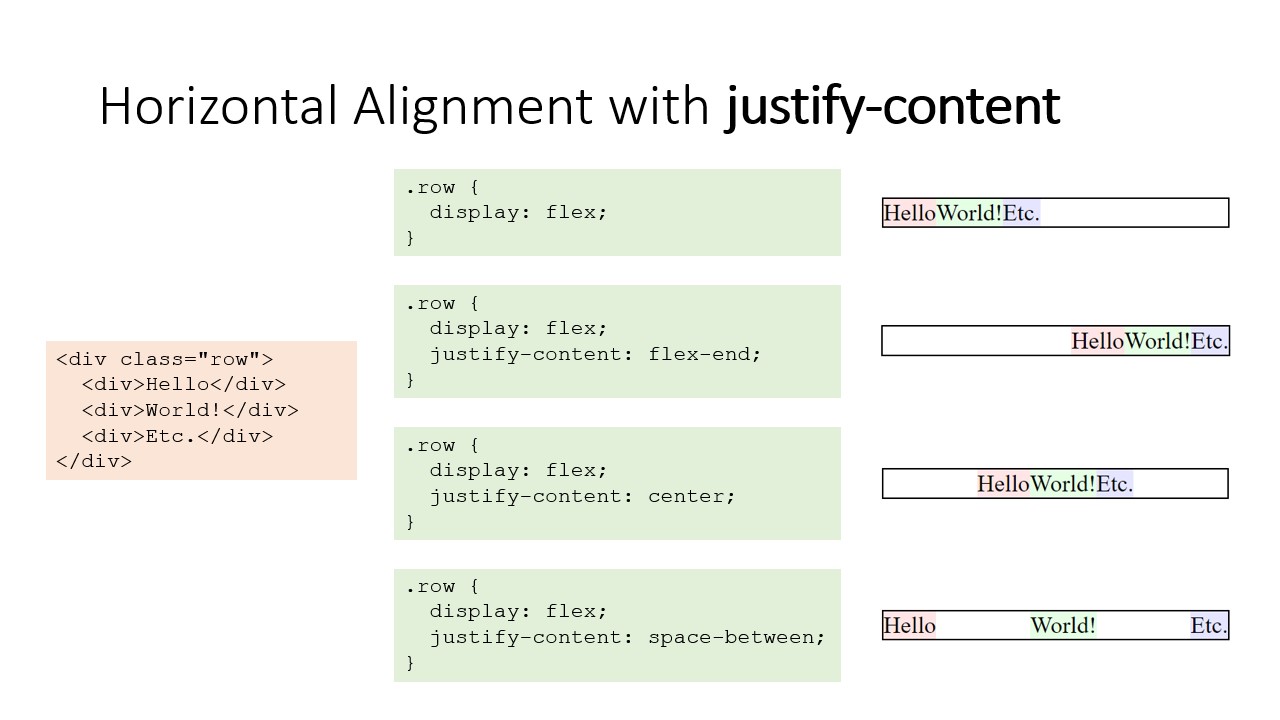 Horizontal Alignment with justify-content
<div class="row">
  <div>Hello</div>
  <div>World!</div>
  <div>Etc.</div>
</div>
.row {
  display: flex;
}
HelloWorld!Etc.
.row {
  display: flex;
  justify-content: flex-end;
}
HelloWorld!Etc.
.row {
  display: flex;
  justify-content: center;
}
HelloWorld!Etc.
.row {
  display: flex;
  justify-content: space-between;
}
Hello World! Etc.